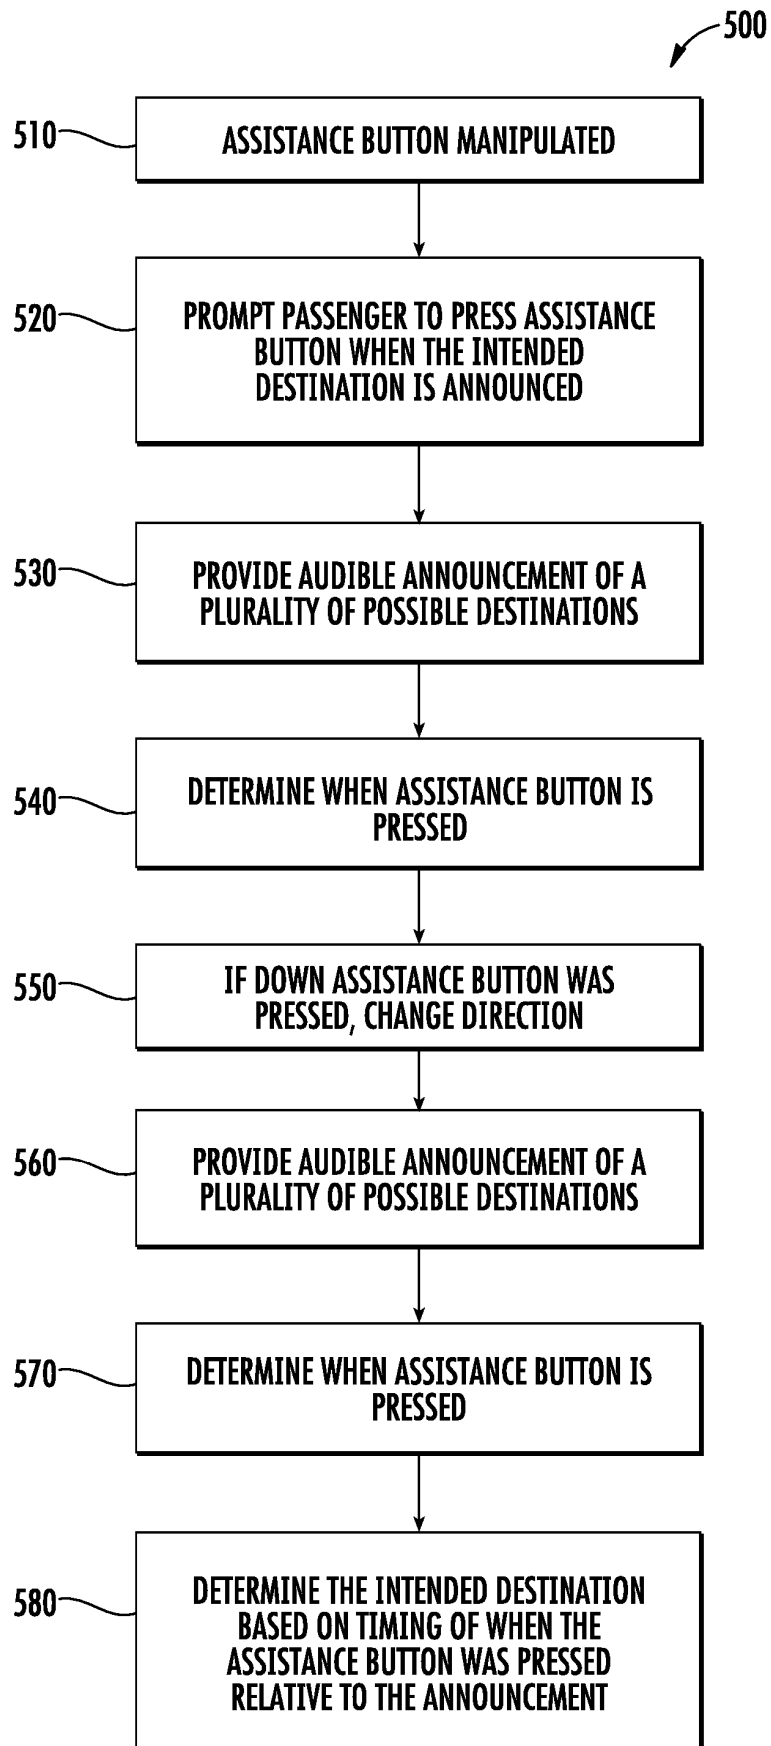 500
510
ASSISTANCE BUTTON MANIPULATED
520
PROMPT PASSENGER TO PRESS ASSISTANCE
BUTTON WHEN THE INTENDED
DESTINATION IS ANNOUNCED
530
PROVIDE AUDIBLE ANNOUNCEMENT OF A
PLURALITY OF POSSIBLE DESTINATIONS
540
DETERMINE WHEN ASSISTANCE BUTTON IS
PRESSED
550
IF DOWN ASSISTANCE BUTTON WAS
PRESSED, CHANGE DIRECTION
560
PROVIDE AUDIBLE ANNOUNCEMENT OF A
PLURALITY OF POSSIBLE DESTINATIONS
570
DETERMINE WHEN ASSISTANCE BUTTON IS
PRESSED
580
DETERMINE THE INTENDED DESTINATION
BASED ON TIMING OF WHEN THE
ASSISTANCE BUTTON WAS PRESSED
RELATIVE TO THE ANNOUNCEMENT